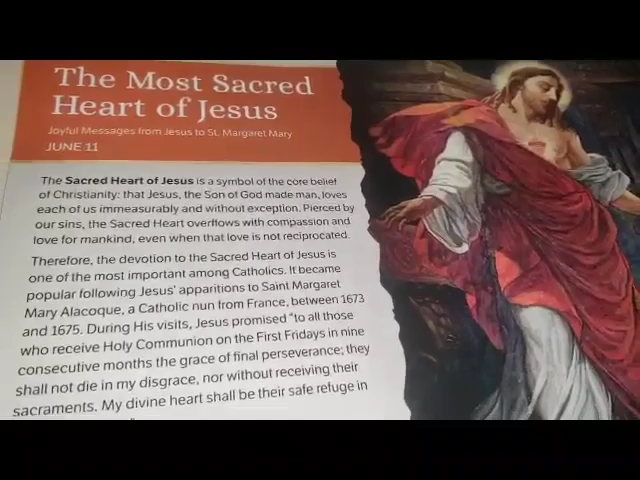 The Most Sacred
Heart of Jesus
Joyful Messages from Jesus to St. Margaret Mary
JUNE 11
The Sacred Heart of Jesus is a symbol of the core belief
of Christianity: that Jesus, the Son of God made man, loves
each of us immeasurably and without exception. Pierced by
our sins, the Sacred Heart overflows with compassion and
love for mankind, even when that love is not reciprocated.
Therefore, the devotion to the Sacred Heart of Jesus is
one of the most important among Catholics. It became
popular following Jesus' apparitions to Saint Margaret
Mary Alacoque, a Catholic nun from France, between 1673
and 1675. During His visits, Jesus promised "to all those
who receive Holy Communion on the First Fridays in nine
consecutive months the grace of final perseverance; they
shall not die in my disgrace, nor without receiving their
sacraments. My divine heart shall be their safe refuge in